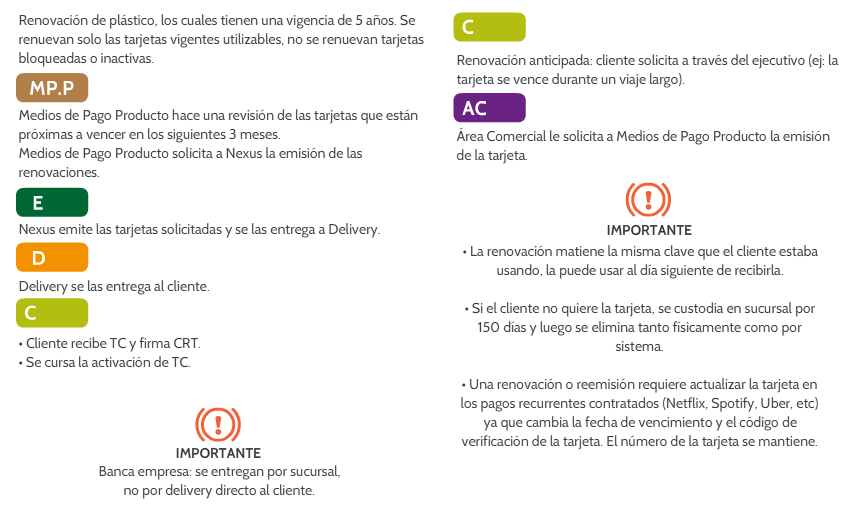 Renovación de plástico, los cuales tienen una vigencia de 5 años. Se
renuevan solo las tarjetas vigentes utilizables, no se renuevan tarjetas
bloqueadas o inactivas.
MP.P
Medios de Pago Producto hace una revisión de las tarjetas que están
próximas a vencer en los siguientes 3 meses.
Medios de Pago Producto solicita a Nexus la emisión de las
renovaciones.
E
Nexus emite las tarjetas solicitadas y se las entrega a Delivery.
D
Delivery se las entrega al cliente.
C
• Cliente recibe TC y firma CRT.
• Se cursa la activación de TC.
IMPORTANTE
Banca empresa: se entregan por sucursal,
no por delivery directo al cliente.
C
Renovación anticipada: cliente solicita a través del ejecutivo (ej: la
tarjeta se vence durante un viaje largo).
AC
Área Comercial le solicita a Medios de Pago Producto la emisión
de la tarjeta.
IMPORTANTE
• La renovación matiene la misma clave que el cliente estaba
usando, la puede usar al día siguiente de recibirla.
• Si el cliente no quiere la tarjeta, se custodia en sucursal por
150 días y luego se elimina tanto físicamente como por
sistema.
• Una renovación o reemisión requiere actualizar la tarjeta en
los pagos recurrentes contratados (Netflix, Spotify, Uber, etc)
ya que cambia la fecha de vencimiento y el código de
verificación de la tarjeta. El número de la tarjeta se mantiene.